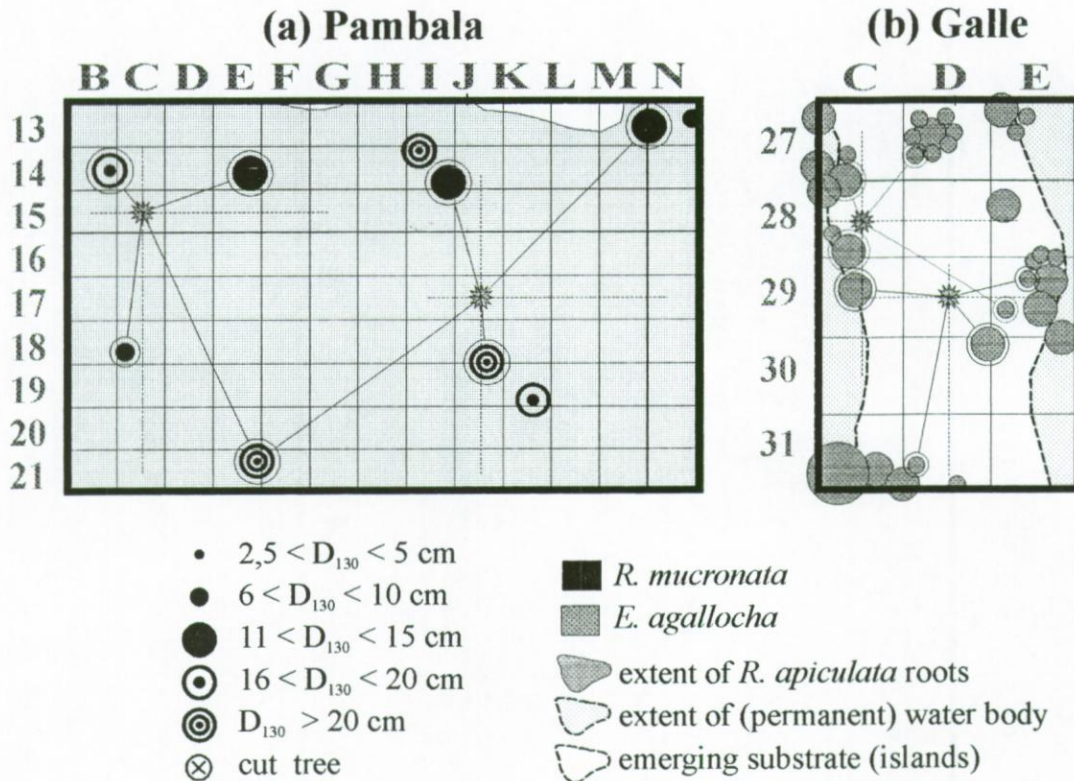 (a) Pambala
B C D E F G H I J K L M N
13
14
15
16
17
18
19
20
21
(b) Galle
C D E
27
28
29
30
31
2,5 < D130 < 5 cm
6 < D130 < 10 cm
11 < D130 < 15 cm
16 < D130 < 20 cm
D130 > 20 cm
cut tree
R. mucronata
E. agallocha
extent of R. apiculata roots
extent of (permanent) water body
emerging substrate (islands)